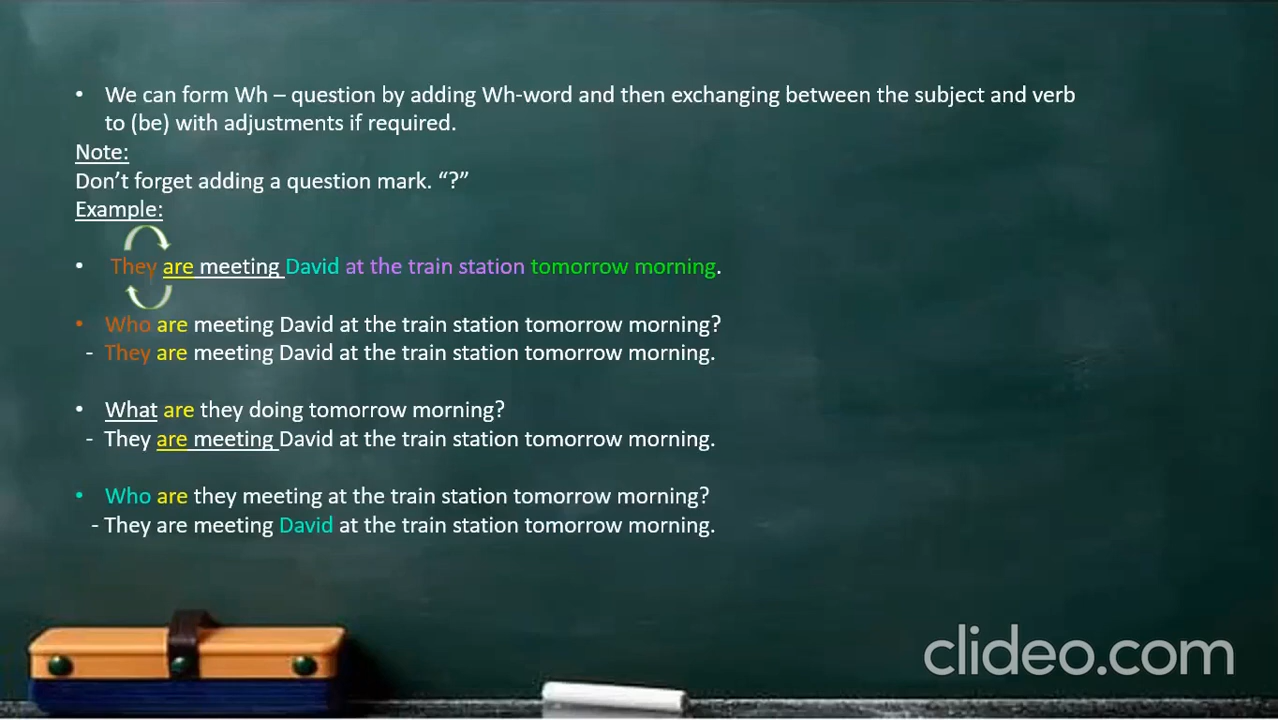 • We can form Wh – question by adding Wh-word and then exchanging between the subject and verb
to (be) with adjustments if required.
Note:
Don’t forget adding a question mark. “?”
Example:
• They are meeting David at the train station tomorrow morning.
• Who are meeting David at the train station tomorrow morning?
- They are meeting David at the train station tomorrow morning.
• What are they doing tomorrow morning?
- They are meeting David at the train station tomorrow morning.
• Who are they meeting at the train station tomorrow morning?
- They are meeting David at the train station tomorrow morning.
clideo.com